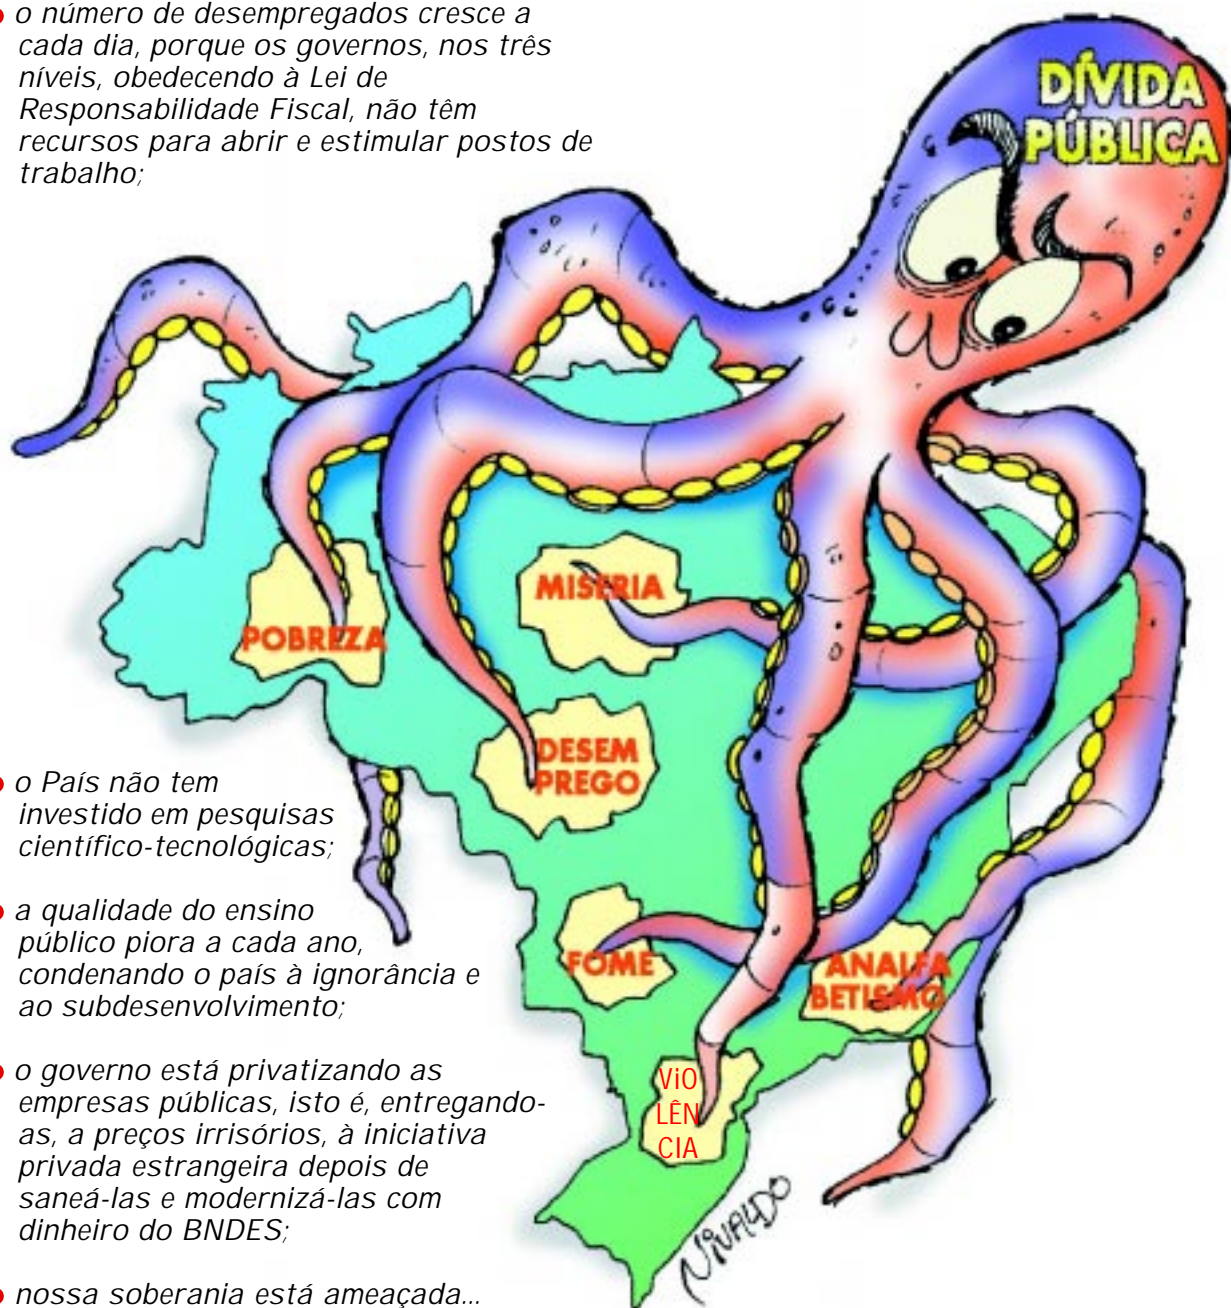 o número de desempregados cresce a
cada dia, porque os governos, nos três
níveis, obedecendo à Lei de
Responsabilidade Fiscal, não têm
recursos para abrir e estimular postos de
trabalho;
DÍVIDA
PÚBLICA
MISERIA
POBREZA
DESEM
PREGO
o País não tem
investido em pesquisas
científico-tecnológicas;
a qualidade do ensino
público piora a cada ano,
condenando o país à ignorância e
ao subdesenvolvimento;
FOME
ANALFA
BETISMO
o governo está privatizando as
empresas públicas, isto é, entregando-
as, a preços irrisórios, à iniciativa
privada estrangeira depois de
saneá-las e modernizá-las com
dinheiro do BNDES;
ViO
LÊN
CIA
NIVALDO
nossa soberania está ameaçada...